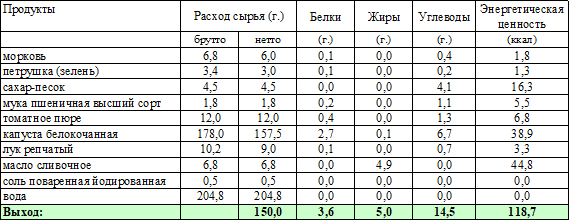 Продукты Расход сырья (г.) Белки Жиры Углеводы Энергетическая ценность
брутто нетто (г.) (г.) (г.) (ккал)
морковь 6,8 6,0 0,1 0,0 0,4 1,8
петрушка (зелень) 3,4 3,0 0,1 0,0 0,2 1,3
сахар-песок 4,5 4,5 0,0 0,0 4,1 16,3
мука пшеничная высший сорт 1,8 1,8 0,2 0,0 1,1 5,5
томатное пюре 12,0 12,0 0,4 0,0 1,3 6,8
капуста белокочанная 178,0 157,5 2,7 0,1 6,7 38,9
лук репчатый 10,2 9,0 0,1 0,0 0,7 3,3
масло сливочное 6,8 6,8 0,0 4,9 0,0 44,8
соль поваренная йодированная 0,5 0,5 0,0 0,0 0,0 0,0
вода 204,8 204,8 0,0 0,0 0,0 0,0
Выход: 150,0 3,6 5,0 14,5 118,7